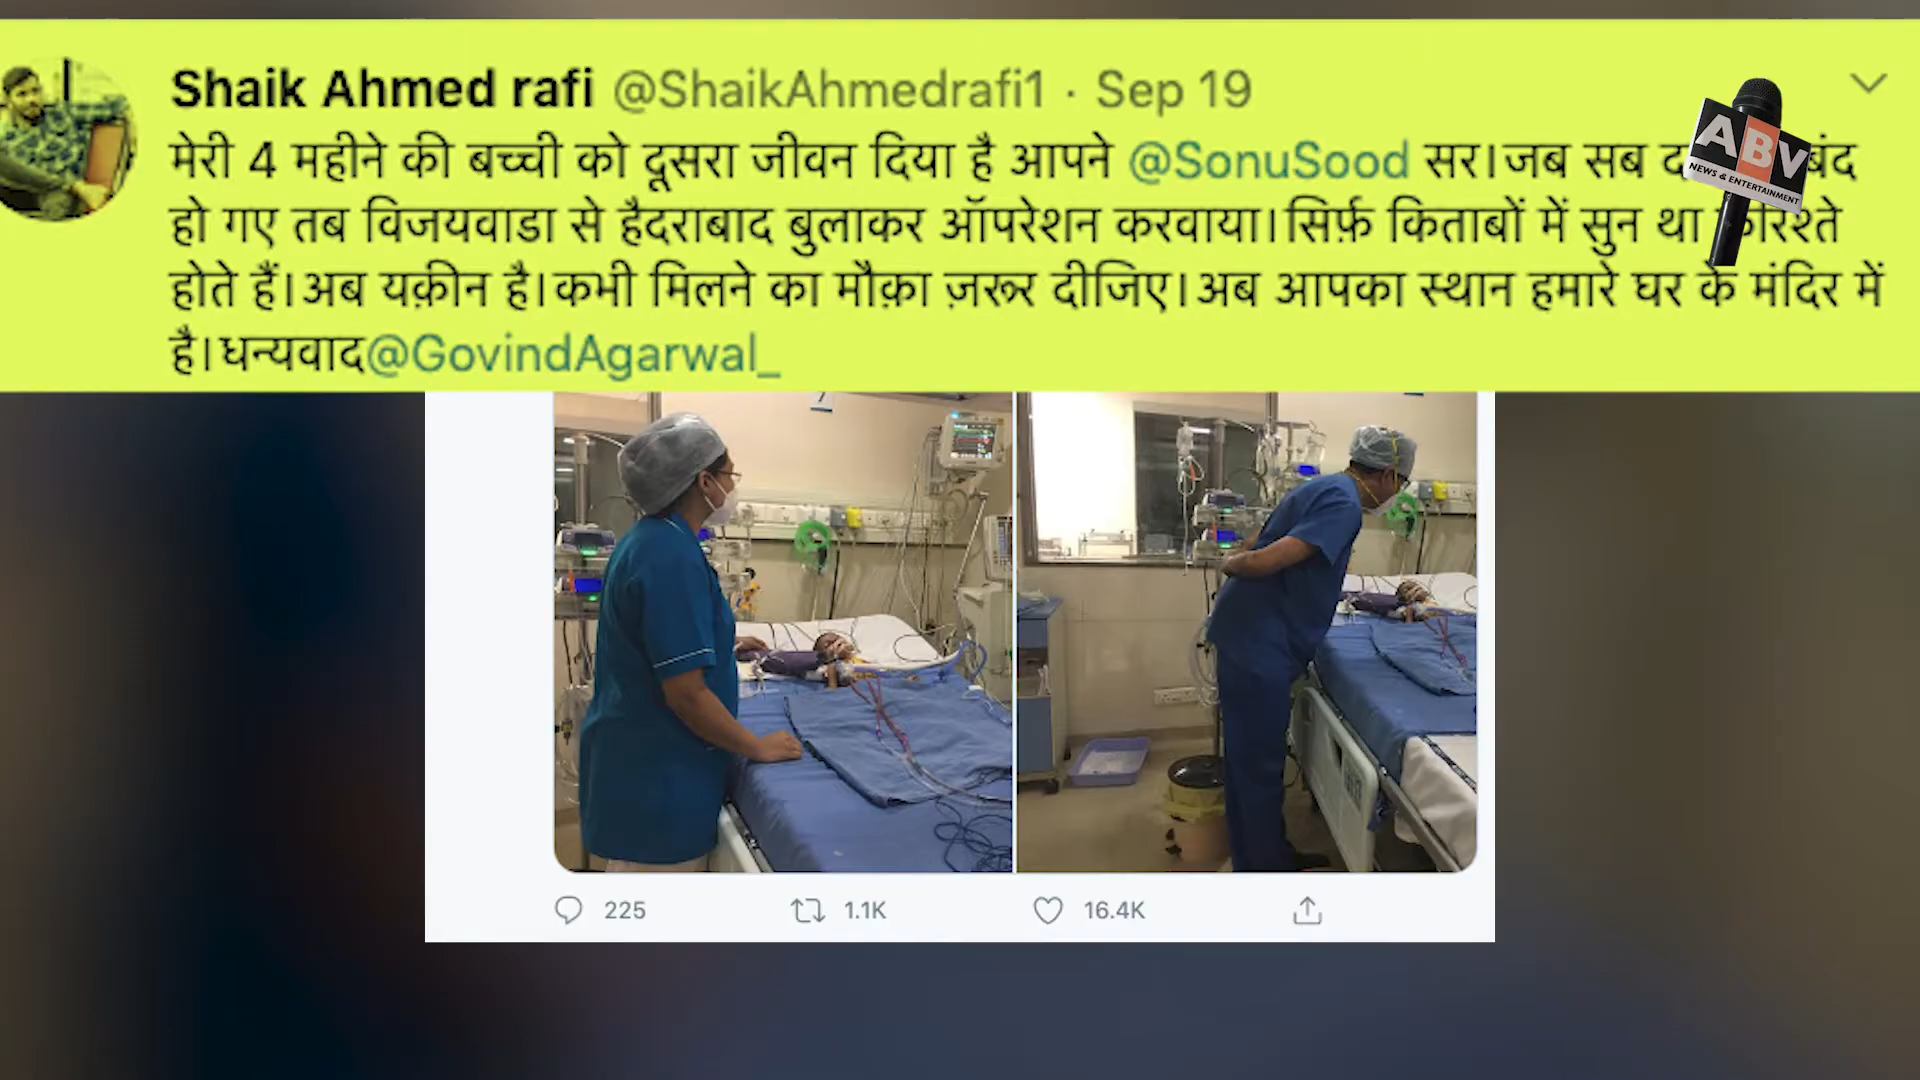 Shaik Ahmed rafi @ShaikAhmedrafi1 · Sep 19
मेरी 4 महीने की बच्ची को दूसरा जीवन दिया है आपने @SonuSood सर।जब सब बंद
हो गए तब विजयवाडा से हैदराबाद बुलाकर ऑपरेशन करवाया।सिर्फ़ किताबों में सुन था
होते हैं।अब यक़ीन है।कभी मिलने का मौक़ा ज़रूर दीजिए।अब आपका स्थान हमारे घर के मंदिर में
है।धन्यवाद@GovindAgarwal_
ABV
NEWS & ENTERTAINMENT
225 1.1K 16.4K